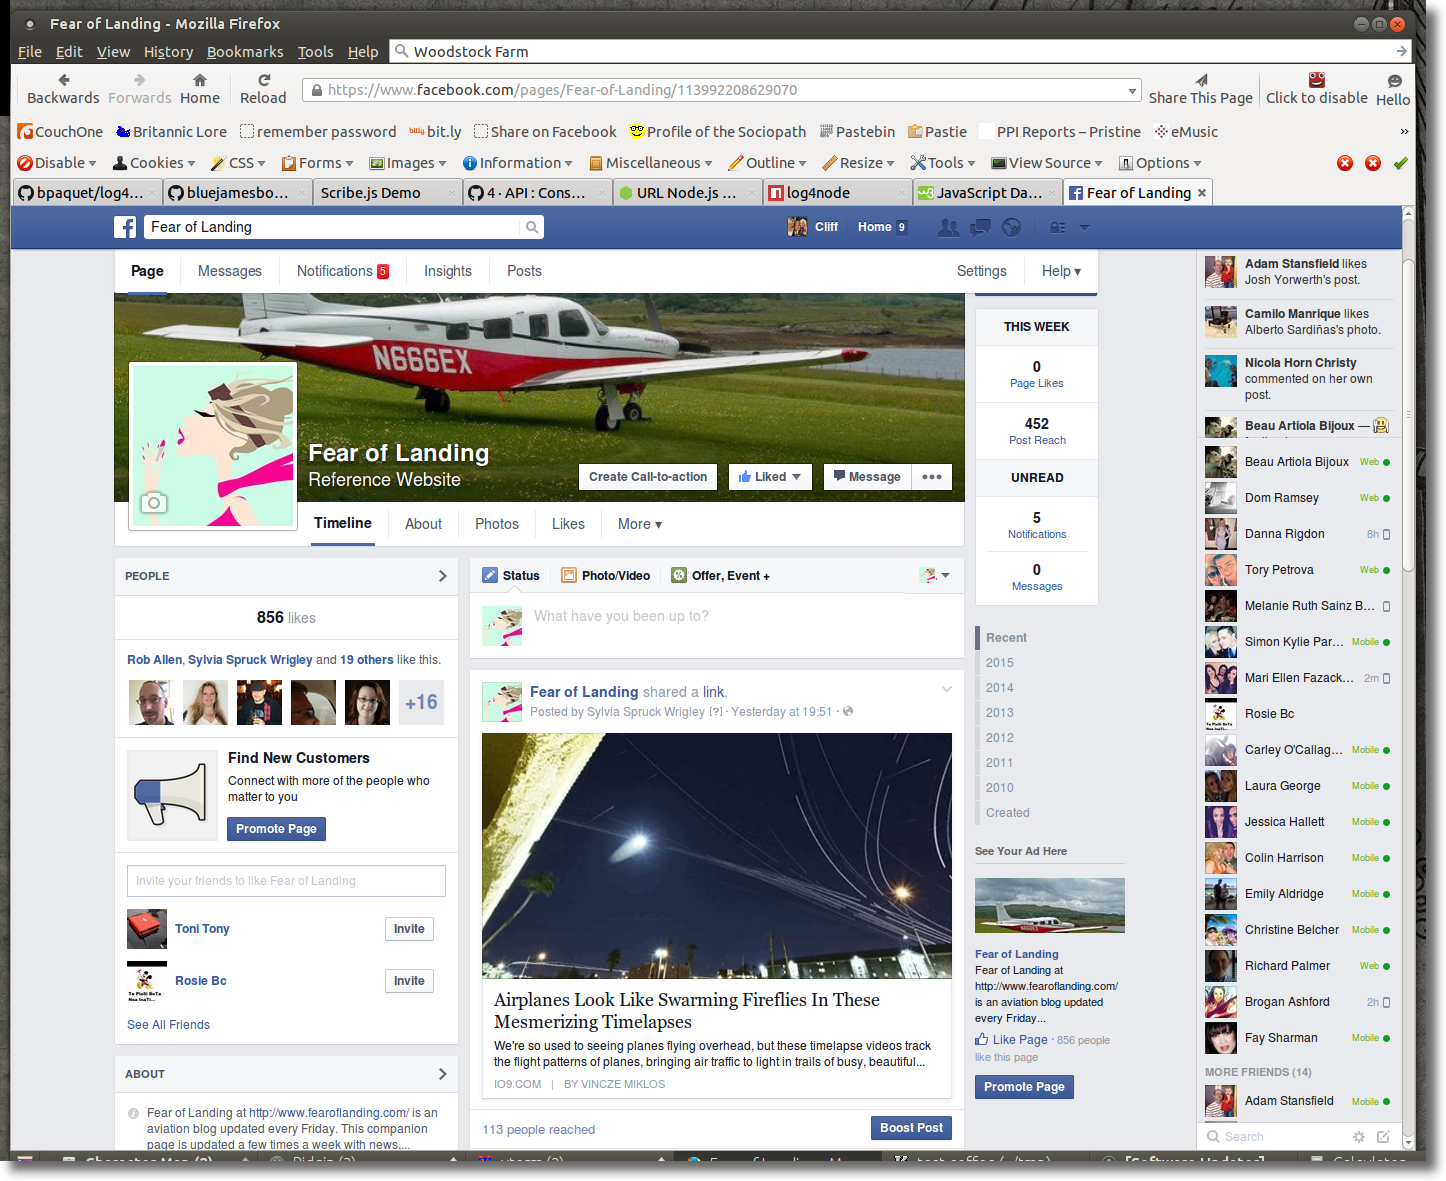 Fear of Landing - Mozilla Firefox
File Edit View History Bookmarks Tools Help Woodstock Farm
Backwards Forwards Home Reload https://www.facebook.com/pages/Fear-of-Landing/113992208629070 Share This Page Click to disable Hello
CouchOne Britannic Lore remember password bitly bit.ly Share on Facebook Profile of the Sociopath Pastebin Pastie PPI Reports – Pristine eMusic »
Disable Cookies CSS Forms Images Information Miscellaneous Outline Resize Tools View Source Options
bpaquet/log4... bluejamesbo... Scribe.js Demo 4 · API : Cons... URL Node.js ... log4node JavaScript Da... Fear of Landing
Fear of Landing Cliff Home 9
Page Messages Notifications 5 Insights Posts Settings Help
N666EX
Fear of Landing
Reference Website
Create Call-to-action Liked Message •••
Timeline About Photos Likes More
PEOPLE
856 likes
Rob Allen, Sylvia Spruck Wrigley and 19 others like this.
+16
Find New Customers
Connect with more of the people who
matter to you
Promote Page
Invite your friends to like Fear of Landing
Toni Tony Invite
Rosie Bc Invite
See All Friends
ABOUT
Fear of Landing at http://www.fearoflanding.com/ is an
aviation blog updated every Friday. This companion
page is updated a few times a week with news,...
Status Photo/Video Offer, Event +
What have you been up to?
Fear of Landing shared a link.
Posted by Sylvia Spruck Wrigley [?] · Yesterday at 19:51 ·
Airplanes Look Like Swarming Fireflies In These
Mesmerizing Timelapses
We're so used to seeing planes flying overhead, but these timelapse videos track
the flight patterns of planes, bringing air traffic to light in trails of busy, beautiful...
IO9.COM | BY VINCZE MIKLOS
113 people reached Boost Post
THIS WEEK
0
Page Likes
452
Post Reach
UNREAD
5
Notifications
0
Messages
Recent
2015
2014
2013
2012
2011
2010
Created
See Your Ad Here
Fear of Landing
Fear of Landing at
http://www.fearoflanding.com/
is an aviation blog updated
every Friday...
Like Page · 856 people
like this page
Promote Page
Adam Stansfield likes
Josh Yorwerth's post.
Camilo Manrique likes
Alberto Sardiñas's photo.
Nicola Horn Christy
commented on her own
post.
Beau Artiola Bijoux —
Beau Artiola Bijoux Web
Dom Ramsey Web
Danna Rigdon 8h
Tory Petrova Web
Melanie Ruth Sainz B...
Simon Kylie Par... Mobile
Mari Ellen Fazack... 2m
Rosie Bc
Carley O'Callag... Mobile
Laura George Mobile
Jessica Hallett Mobile
Colin Harrison Mobile
Emily Aldridge Mobile
Christine Belcher Mobile
Richard Palmer Web
Brogan Ashford 2h
Fay Sharman Mobile
MORE FRIENDS (14)
Adam Stansfield Mobile
Search